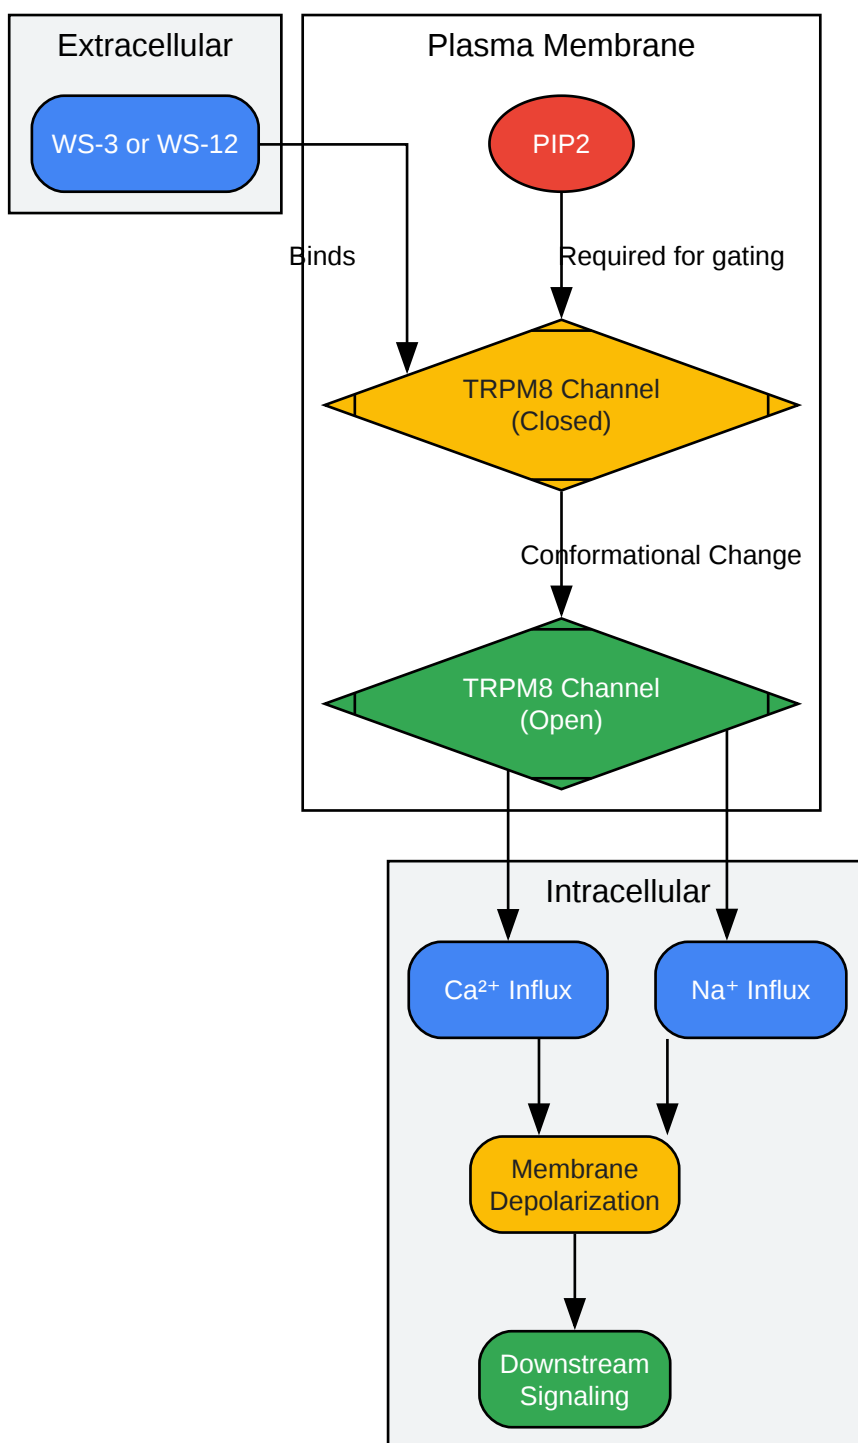 Extracellular
Plasma Membrane
WS-3 or WS-12
PIP2
Binds
Required for gating
TRPM8 Channel
(Closed)
Conformational Change
TRPM8 Channel
(Open)
Intracellular
Ca²⁺ Influx
Na⁺ Influx
Membrane
Depolarization
Downstream
Signaling